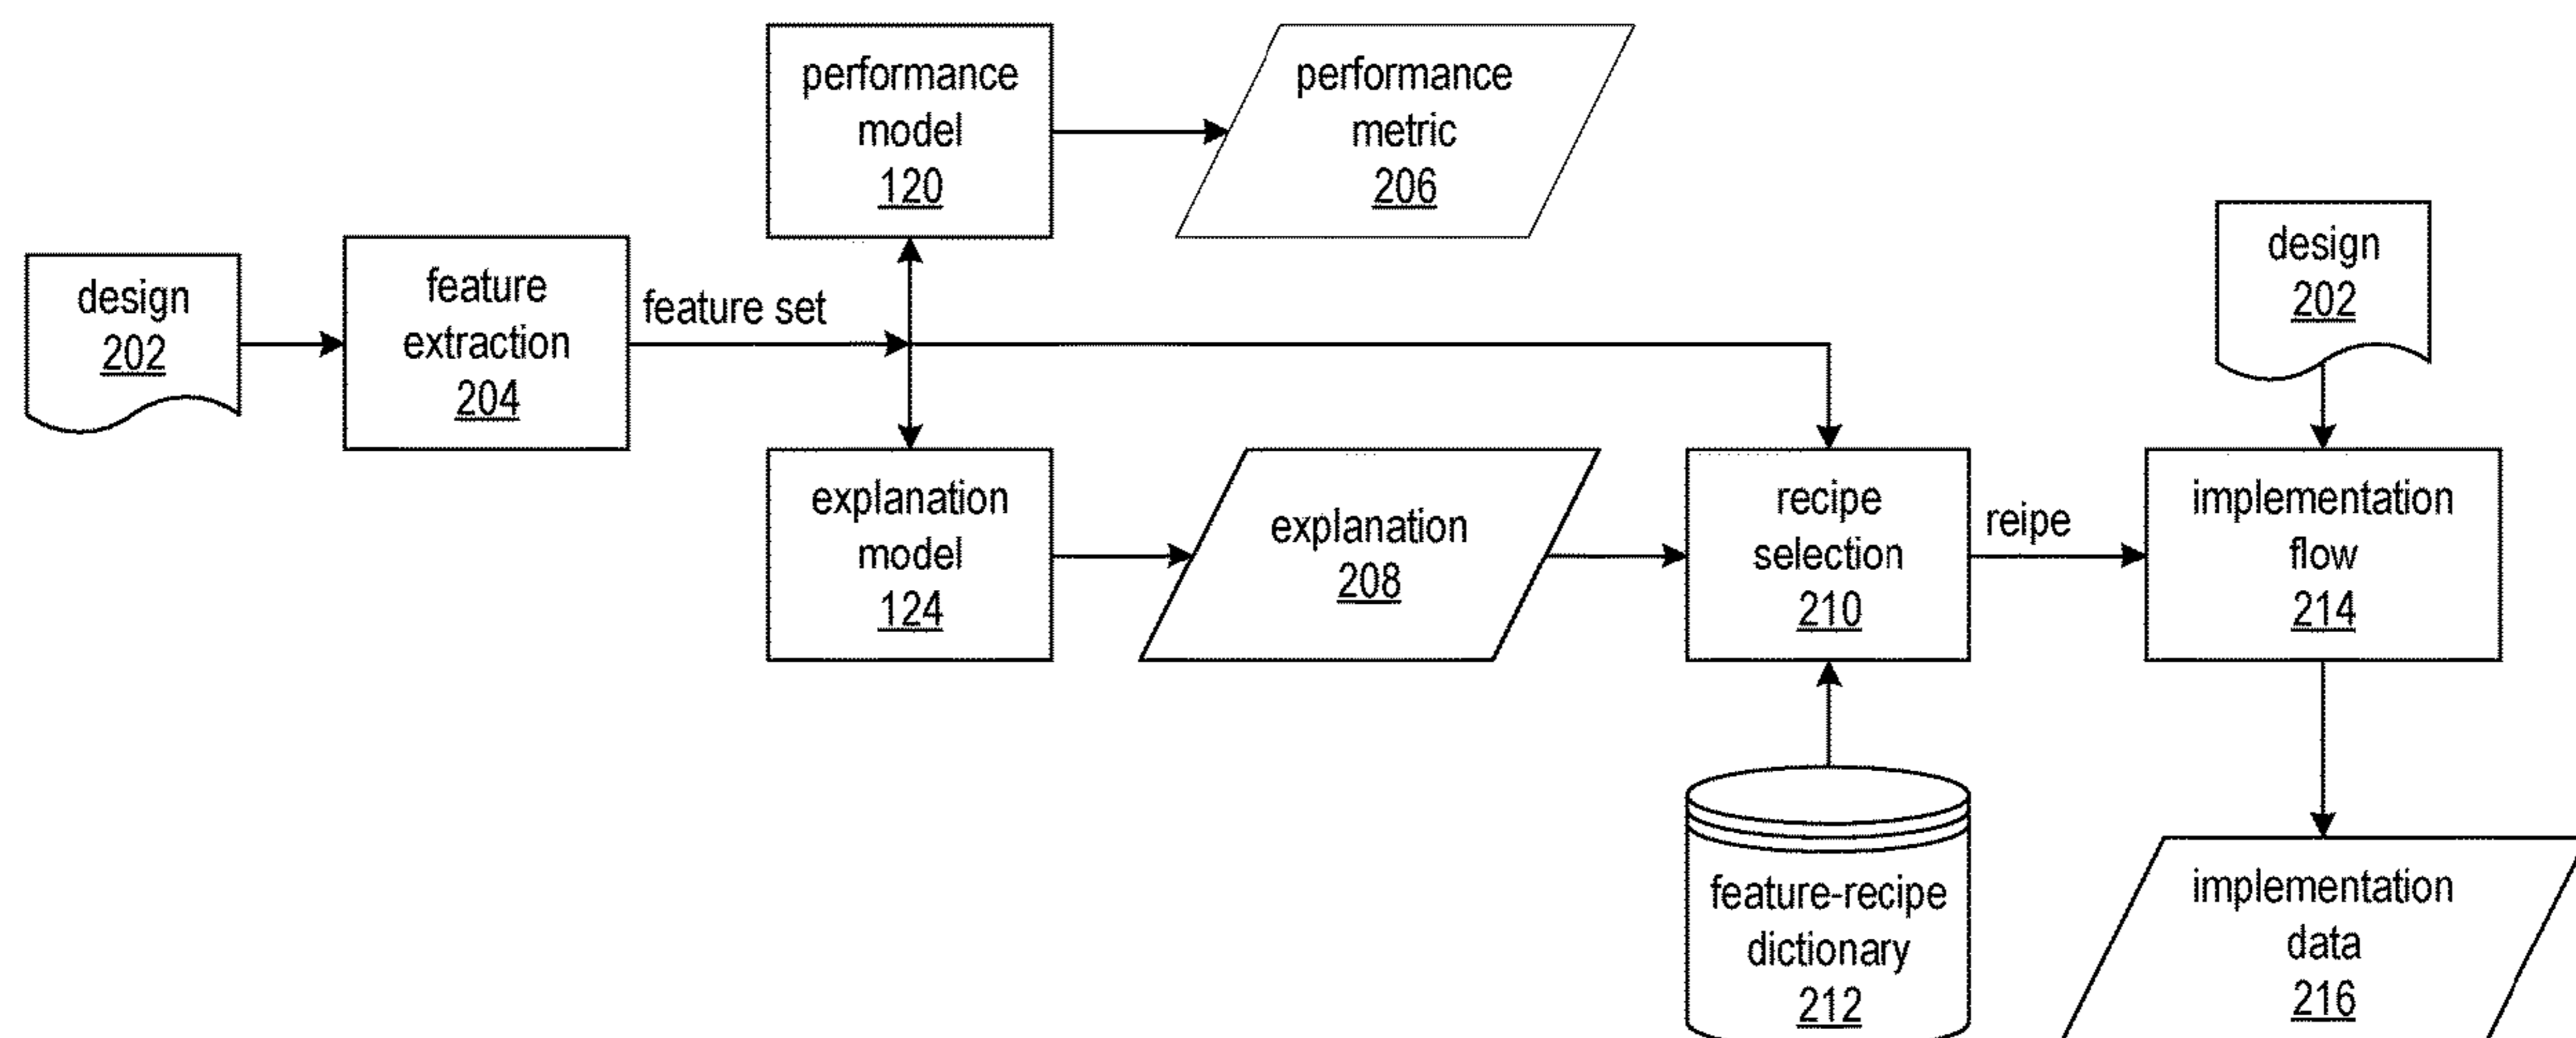 performance
model
120
performance
metric
206
design
202
feature
extraction
204
feature set
design
202
explanation
model
124
explanation
208
recipe
selection
210
reipe
implementation
flow
214
feature-recipe
dictionary
212
implementation
data
216